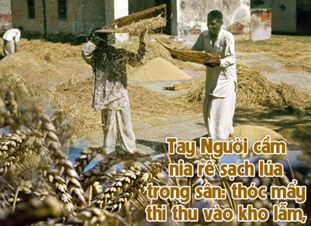 Tay Người cầm
nia rê sạch lúa
trong sân: thóc mẩy
thì thu vào kho lẫm,